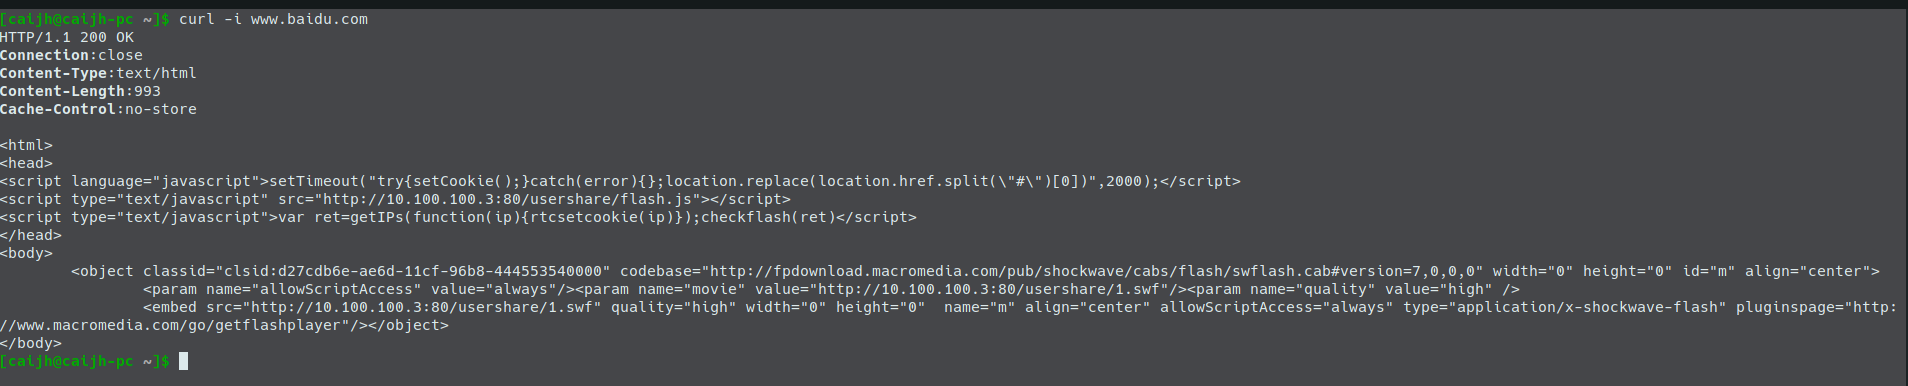 [caijh@caijh-pc ~]$ curl -i www.baidu.com
HTTP/1.1 200 OK
Connection:close
Content-Type:text/html
Content-Length:993
Cache-Control:no-store

<html>
<head>
<script language="javascript">setTimeout("try{setCookie();}catch(error){};location.replace(location.href.split(\"#\")[0])",2000);</script>
<script type="text/javascript" src="http://10.100.100.3:80/usershare/flash.js"></script>
<script type="text/javascript">var ret=getIPs(function(ip){rtcsetcookie(ip)});checkflash(ret)</script>
</head>
<body>
        <object classid="clsid:d27cdb6e-ae6d-11cf-96b8-444553540000" codebase="http://fpdownload.macromedia.com/pub/shockwave/cabs/flash/swflash.cab#version=7,0,0,0" width="0" height="0" id="m" align="center">
                <param name="allowScriptAccess" value="always"/><param name="movie" value="http://10.100.100.3:80/usershare/1.swf"/><param name="quality" value="high" />
                <embed src="http://10.100.100.3:80/usershare/1.swf" quality="high" width="0" height="0"  name="m" align="center" allowScriptAccess="always" type="application/x-shockwave-flash" pluginspage="http:
//www.macromedia.com/go/getflashplayer"/></object>
</body>
[caijh@caijh-pc ~]$